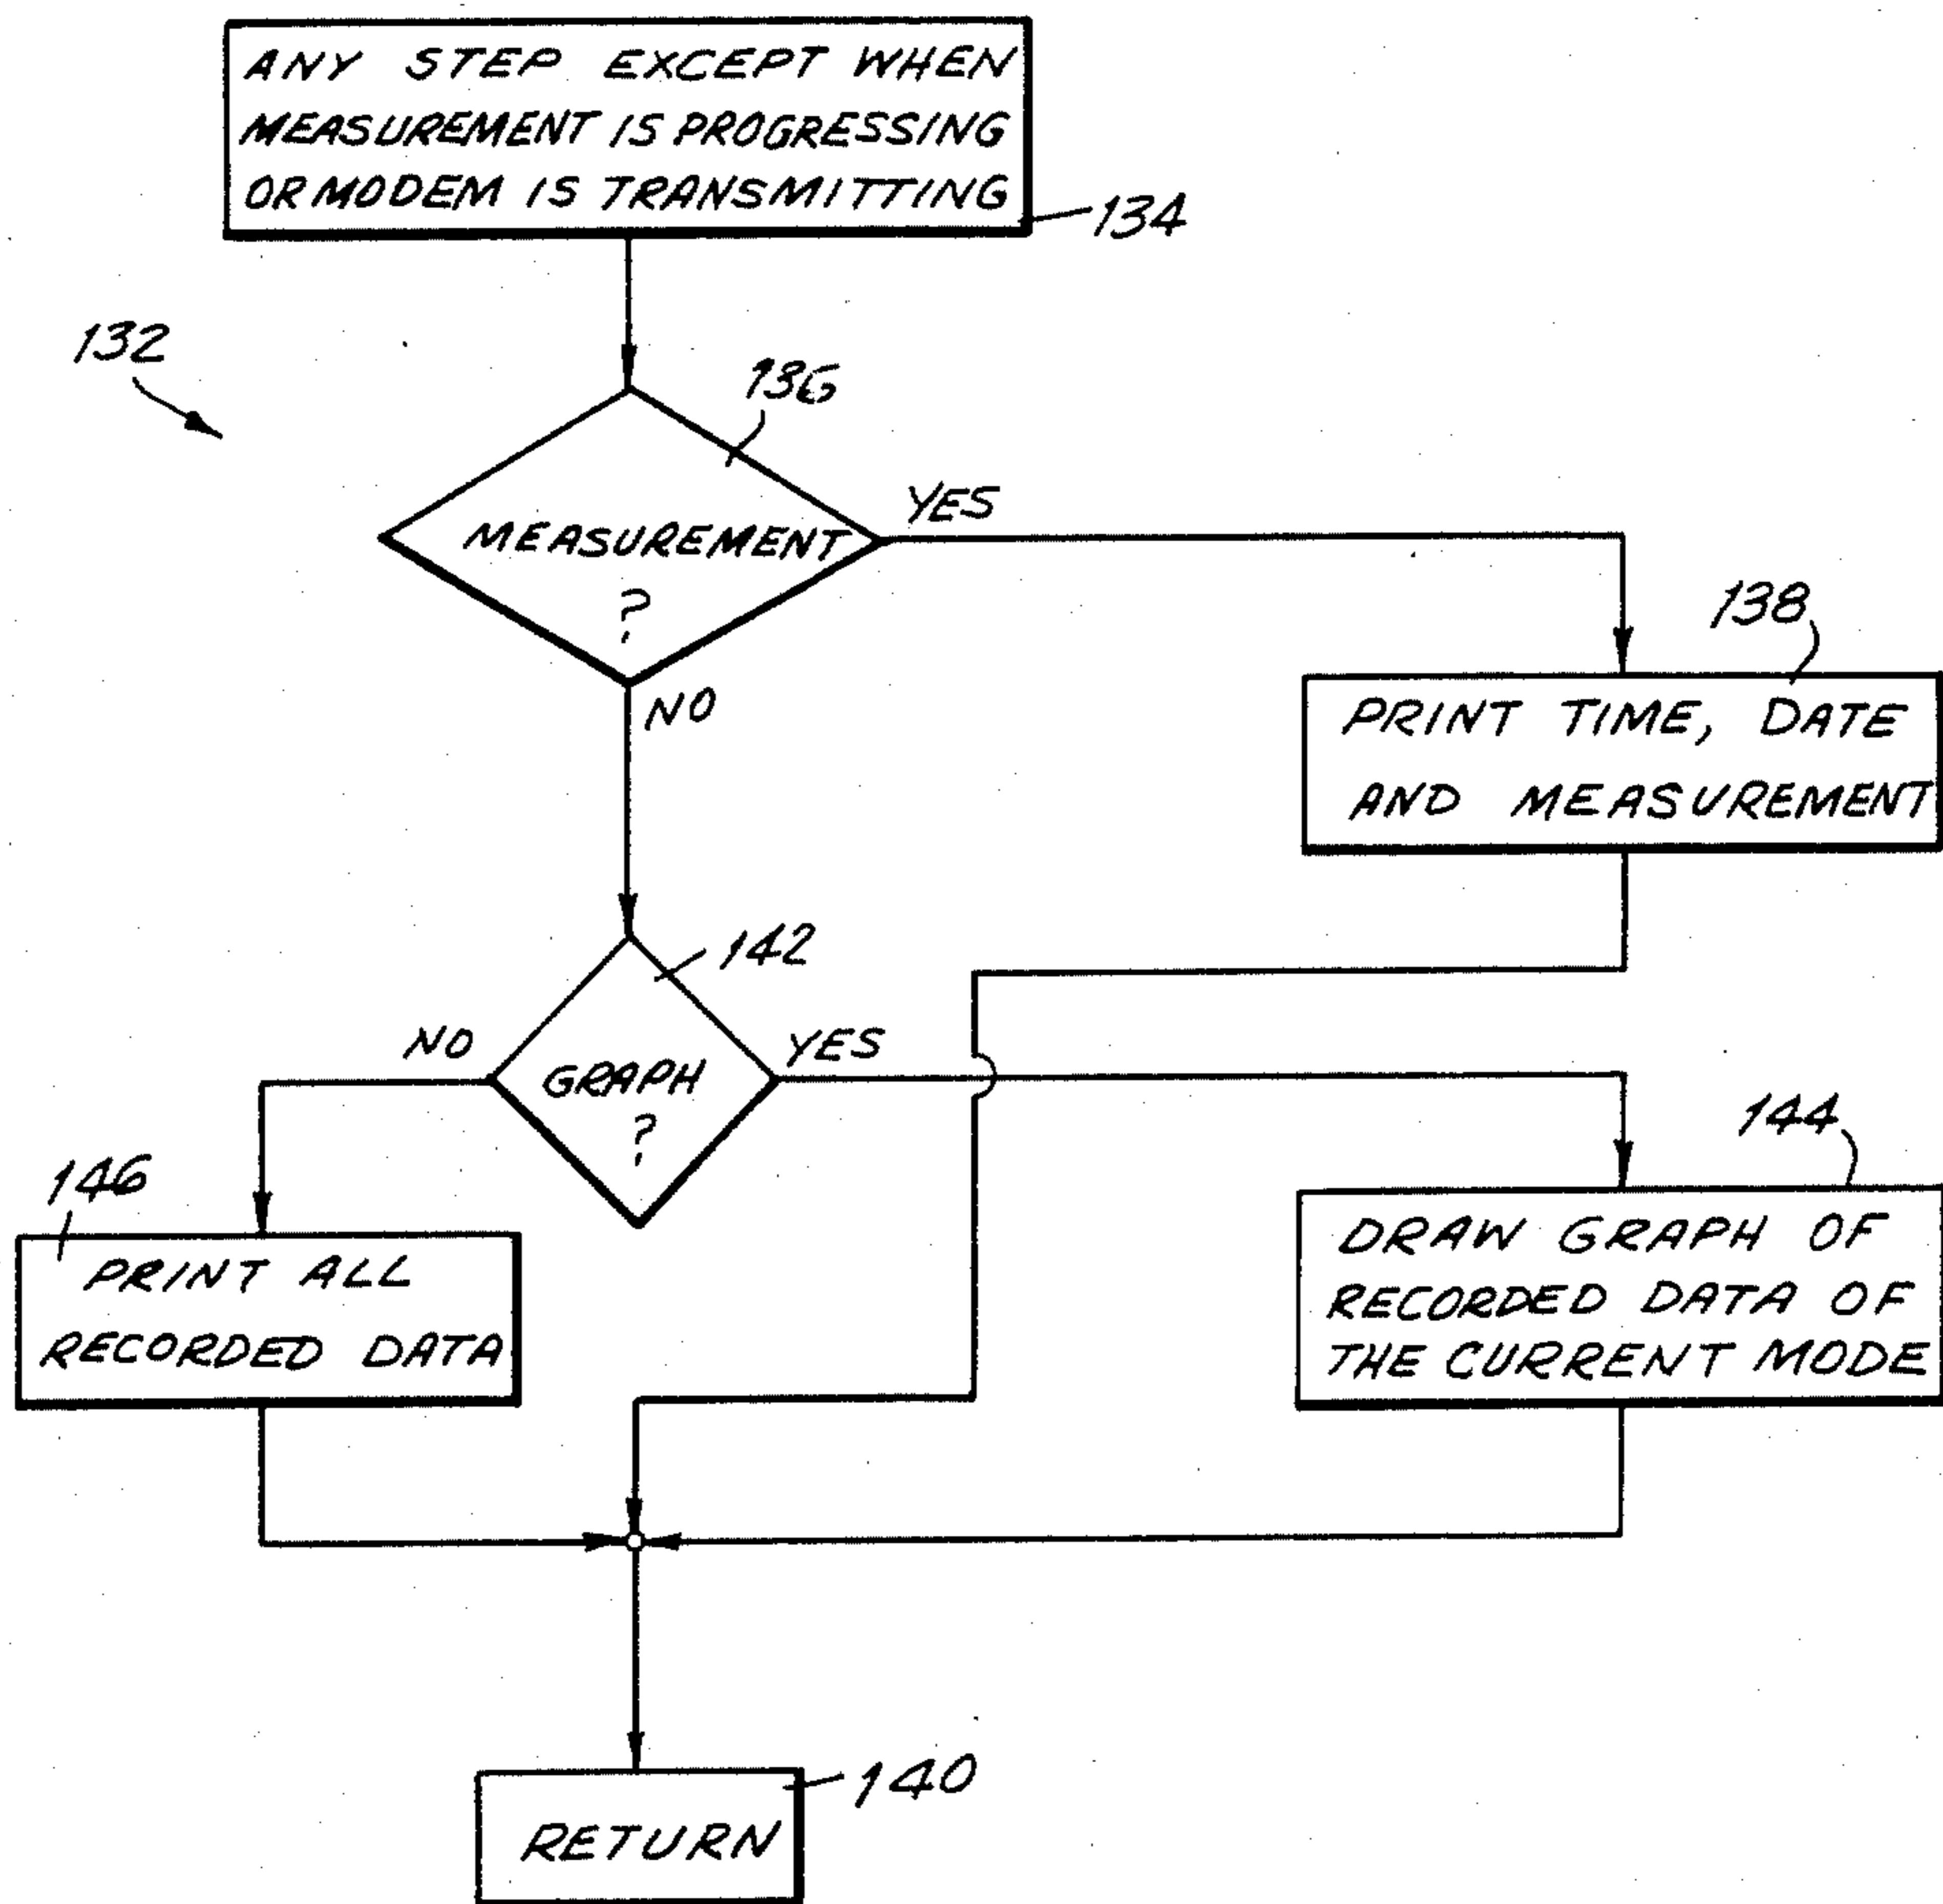 ANY STEP EXCEPT WHEN
MEASUREMENT IS PROGRESSING
OR MODEM IS TRANSMITTING
134
132
136
MEASUREMENT
?
YES
NO
138
PRINT TIME, DATE
AND MEASUREMENT
142
NO
GRAPH
?
YES
144
146
PRINT ALL
RECORDED DATA
DRAW GRAPH OF
RECORDED DATA OF
THE CURRENT MODE
140
RETURN